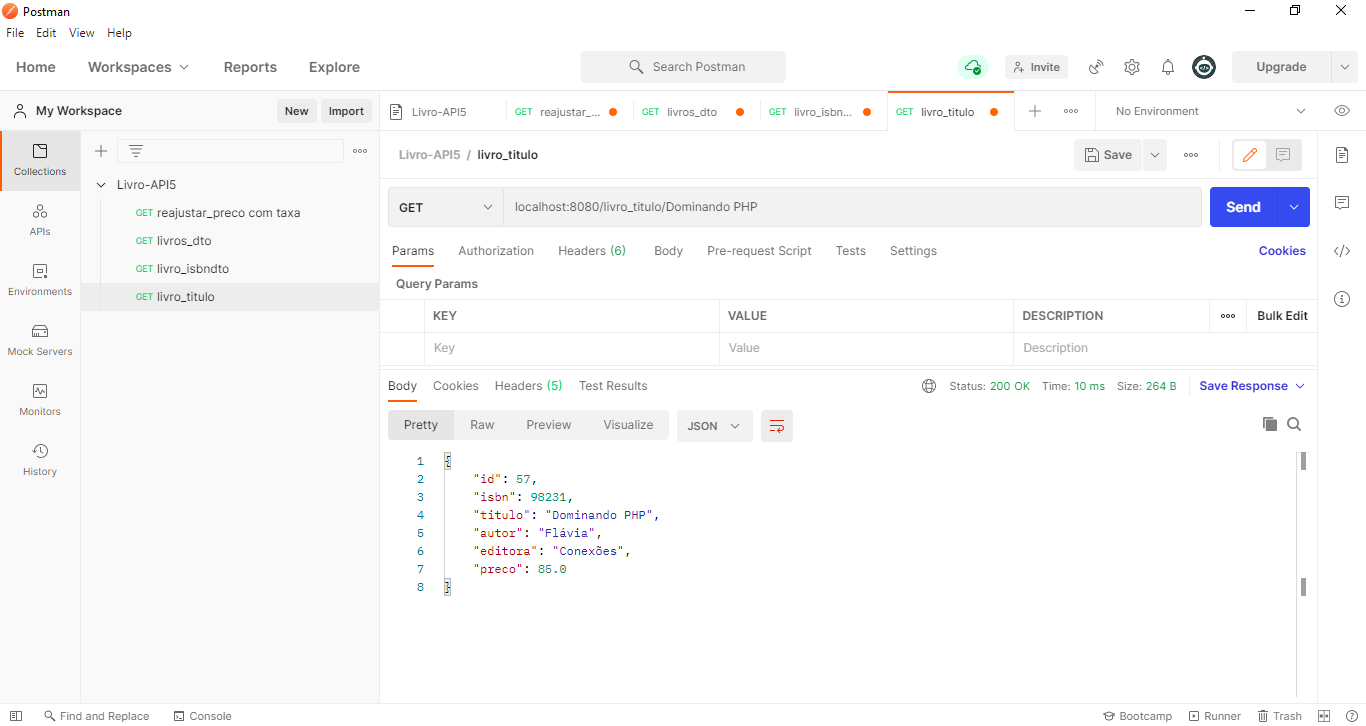 Postman
File Edit View Help
Home Workspaces Reports Explore Search Postman Invite Upgrade
My Workspace New Import
Livro-API5 GET reajustar_... GET livros_dto GET livro_isbn... GET livro_titulo No Environment
Collections
APIs
Environments
Mock Servers
Monitors
History
Livro-API5
GET reajustar_preco com taxa
GET livros_dto
GET livro_isbndto
GET livro_titulo
Livro-API5 / livro_titulo Save
GET localhost:8080/livro_titulo/Dominando PHP Send
Params Authorization Headers (6) Body Pre-request Script Tests Settings Cookies
Query Params
KEY VALUE DESCRIPTION Bulk Edit
Key Value Description
Body Cookies Headers (5) Test Results Status: 200 OK Time: 10 ms Size: 264 B Save Response
Pretty Raw Preview Visualize JSON
1 {
2 "id": 57,
3 "isbn": 98231,
4 "titulo": "Dominando PHP",
5 "autor": "Flávia",
6 "editora": "Conexões",
7 "preco": 85.0
8 }
Find and Replace Console Bootcamp Runner Trash